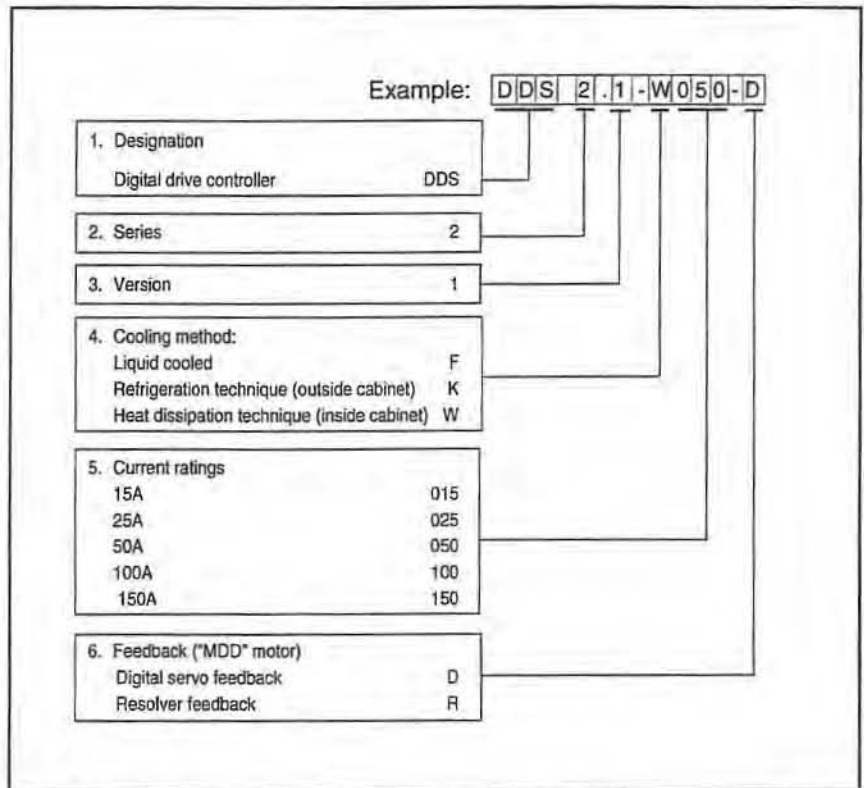 Example: DDS 2.1-W050-D
1. Designation
Digital drive controller DDS
2. Series 2
3. Version 1
4. Cooling method:
Liquid cooled F
Refrigeration technique (outside cabinet) K
Heat dissipation technique (inside cabinet) W
5. Current ratings
15A 015
25A 025
50A 050
100A 100
150A 150
6. Feedback ("MDD" motor)
Digital servo feedback D
Resolver feedback R